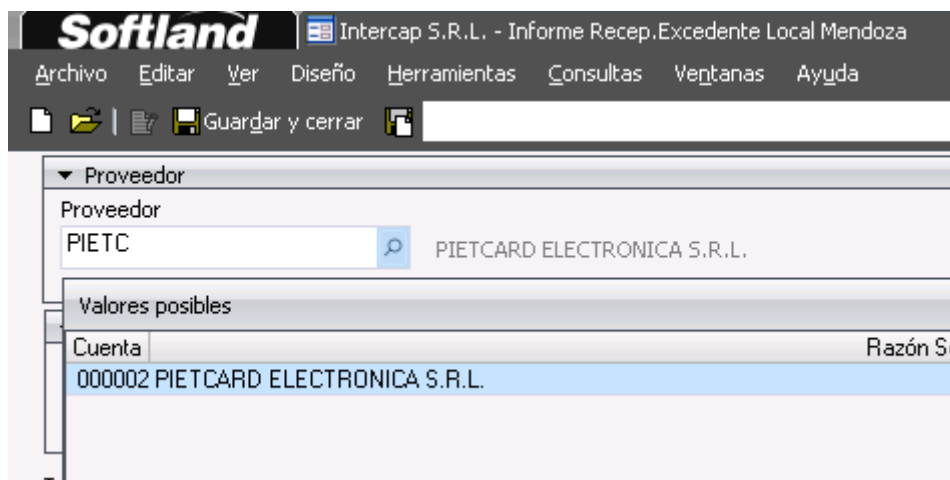 Softland Intercap S.R.L. - Informe Recep.Excedente Local Mendoza
Archivo Editar Ver Diseño Herramientas Consultas Ventanas Ayuda
Guardar y cerrar
Proveedor
Proveedor
PIETC PIETCARD ELECTRONICA S.R.L.
Valores posibles
Cuenta Razón
000002 PIETCARD ELECTRONICA S.R.L.